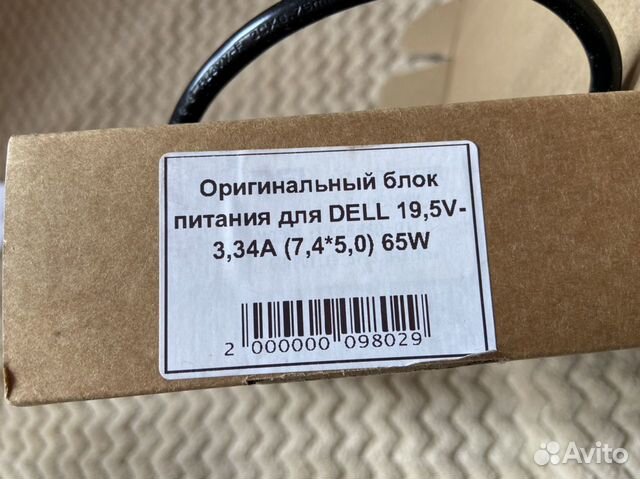 Оригинальный блок
питания для DELL 19,5V-
3,34A (7,4*5,0) 65W
2 000000 098029
Avito